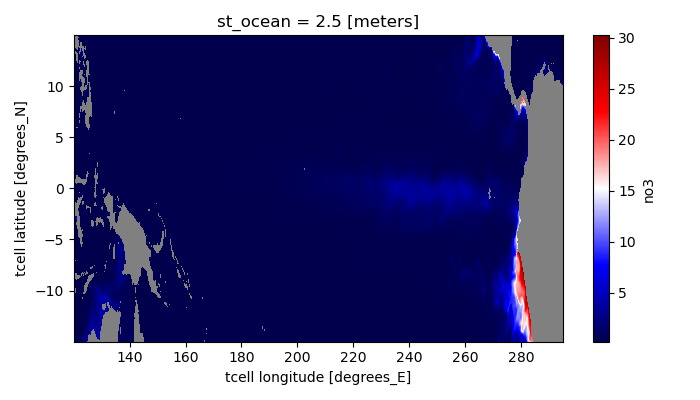 st_ocean = 2.5 [meters]
10
5
0
−5
−10
tcell latitude [degrees_N]
140 160 180 200 220 240 260 280
tcell longitude [degrees_E]
30
25
20
15
10
5
no3